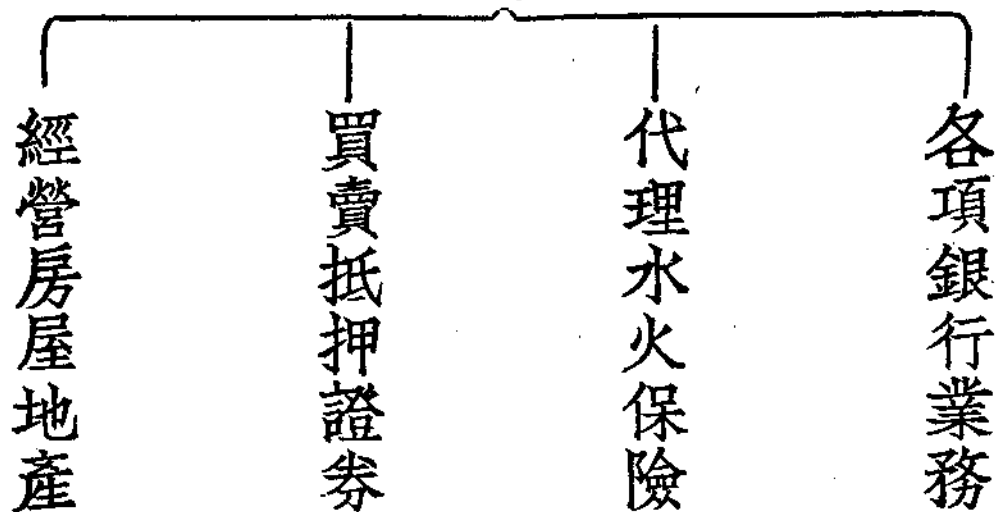 各項銀行業務
代理水火保險
買賣抵押證券
經營房屋地產